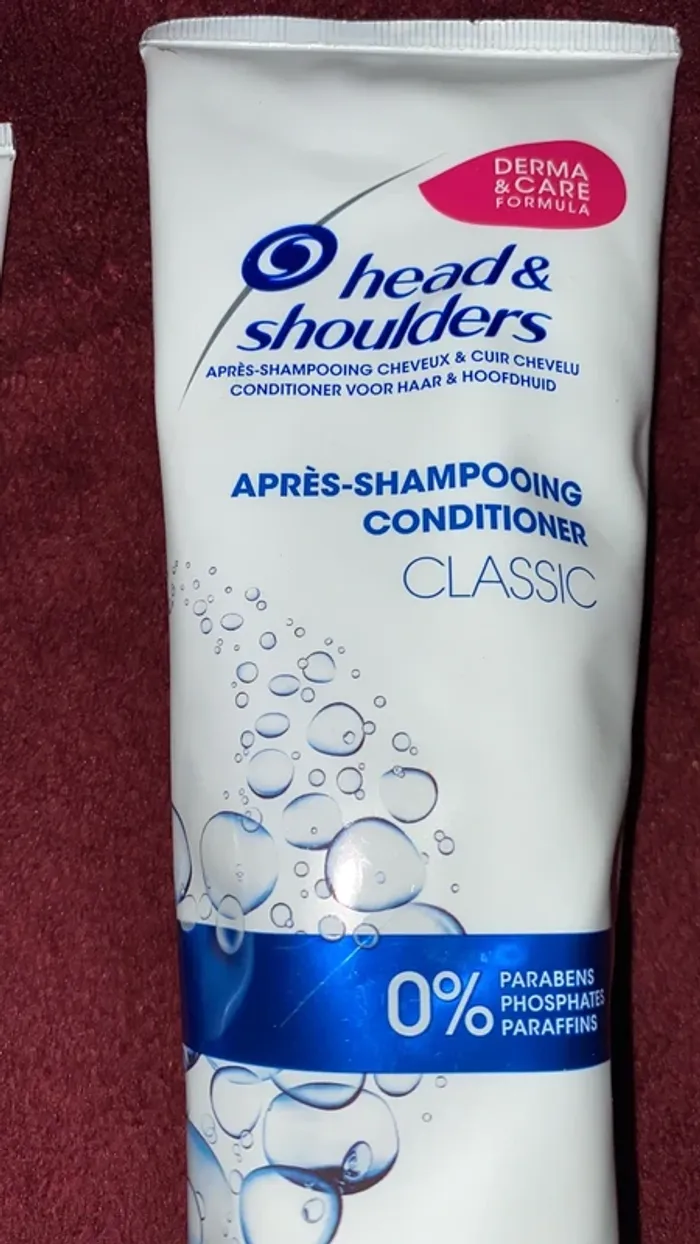 DERMA
&CARE
FORMULA
head &
shoulders
APRÈS-SHAMPOOING CHEVEUX & CUIR CHEVELU
CONDITIONER VOOR HAAR & HOOFDHUID
APRÈS-SHAMPOOING
CONDITIONER
CLASSIC
0% PARABENS
PHOSPHATES
PARAFFINS